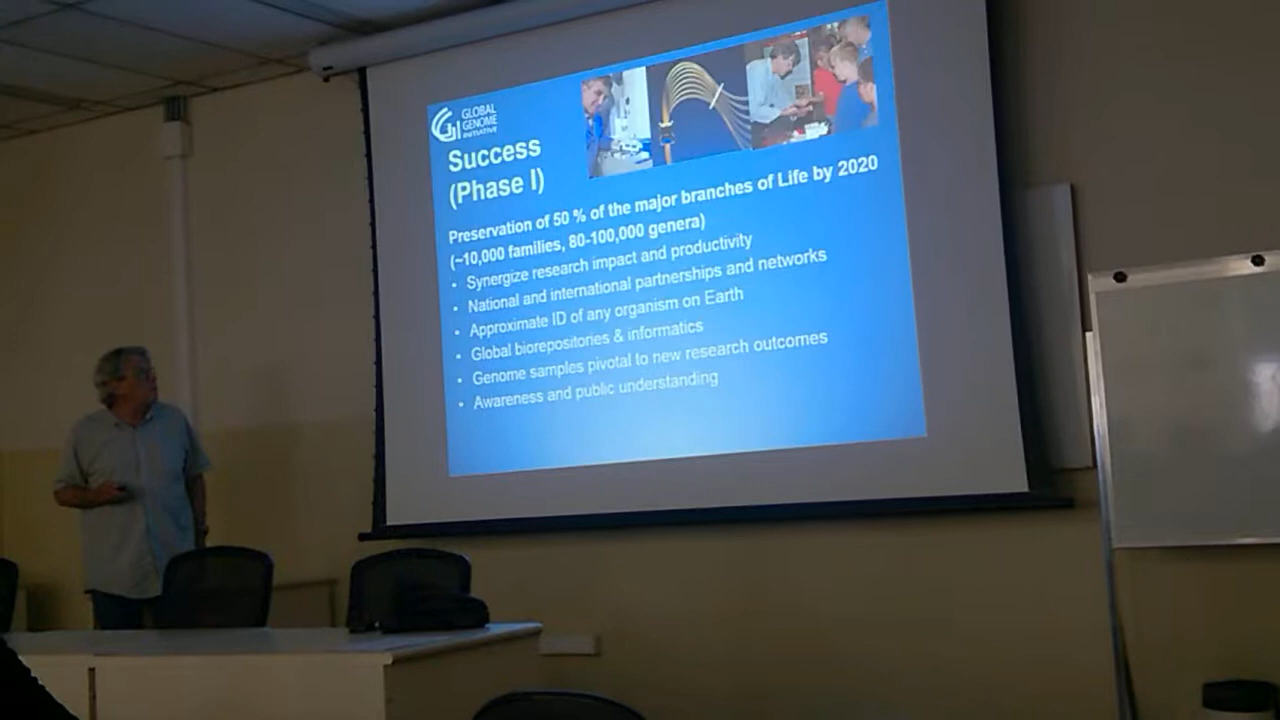 GLOBAL
GENOME
INITIATIVE
Success
(Phase I)
Preservation of 50 % of the major branches of Life by 2020
(~10,000 families, 80-100,000 genera)
• Synergize research impact and productivity
• National and international partnerships and networks
• Approximate ID of any organism on Earth
• Global biorepositories & informatics
• Genome samples pivotal to new research outcomes
• Awareness and public understanding